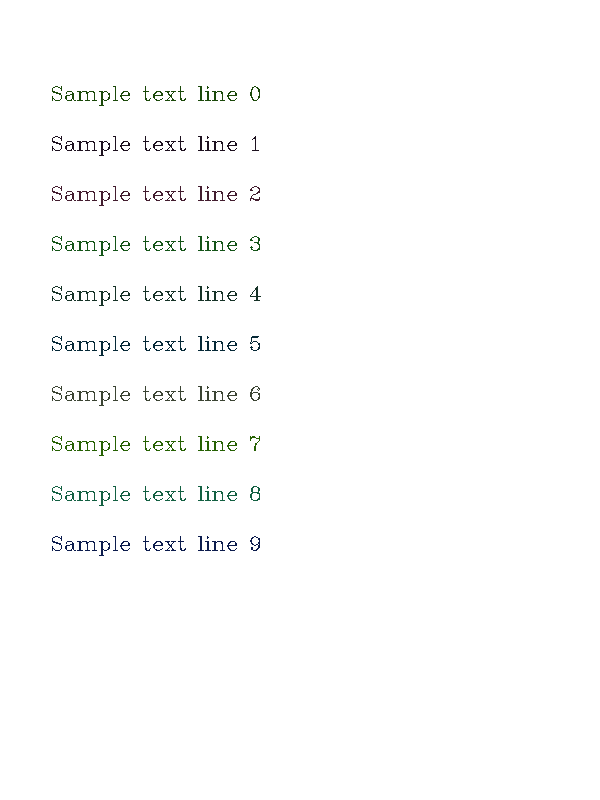 Sample text line 0
Sample text line 1
Sample text line 2
Sample text line 3
Sample text line 4
Sample text line 5
Sample text line 6
Sample text line 7
Sample text line 8
Sample text line 9